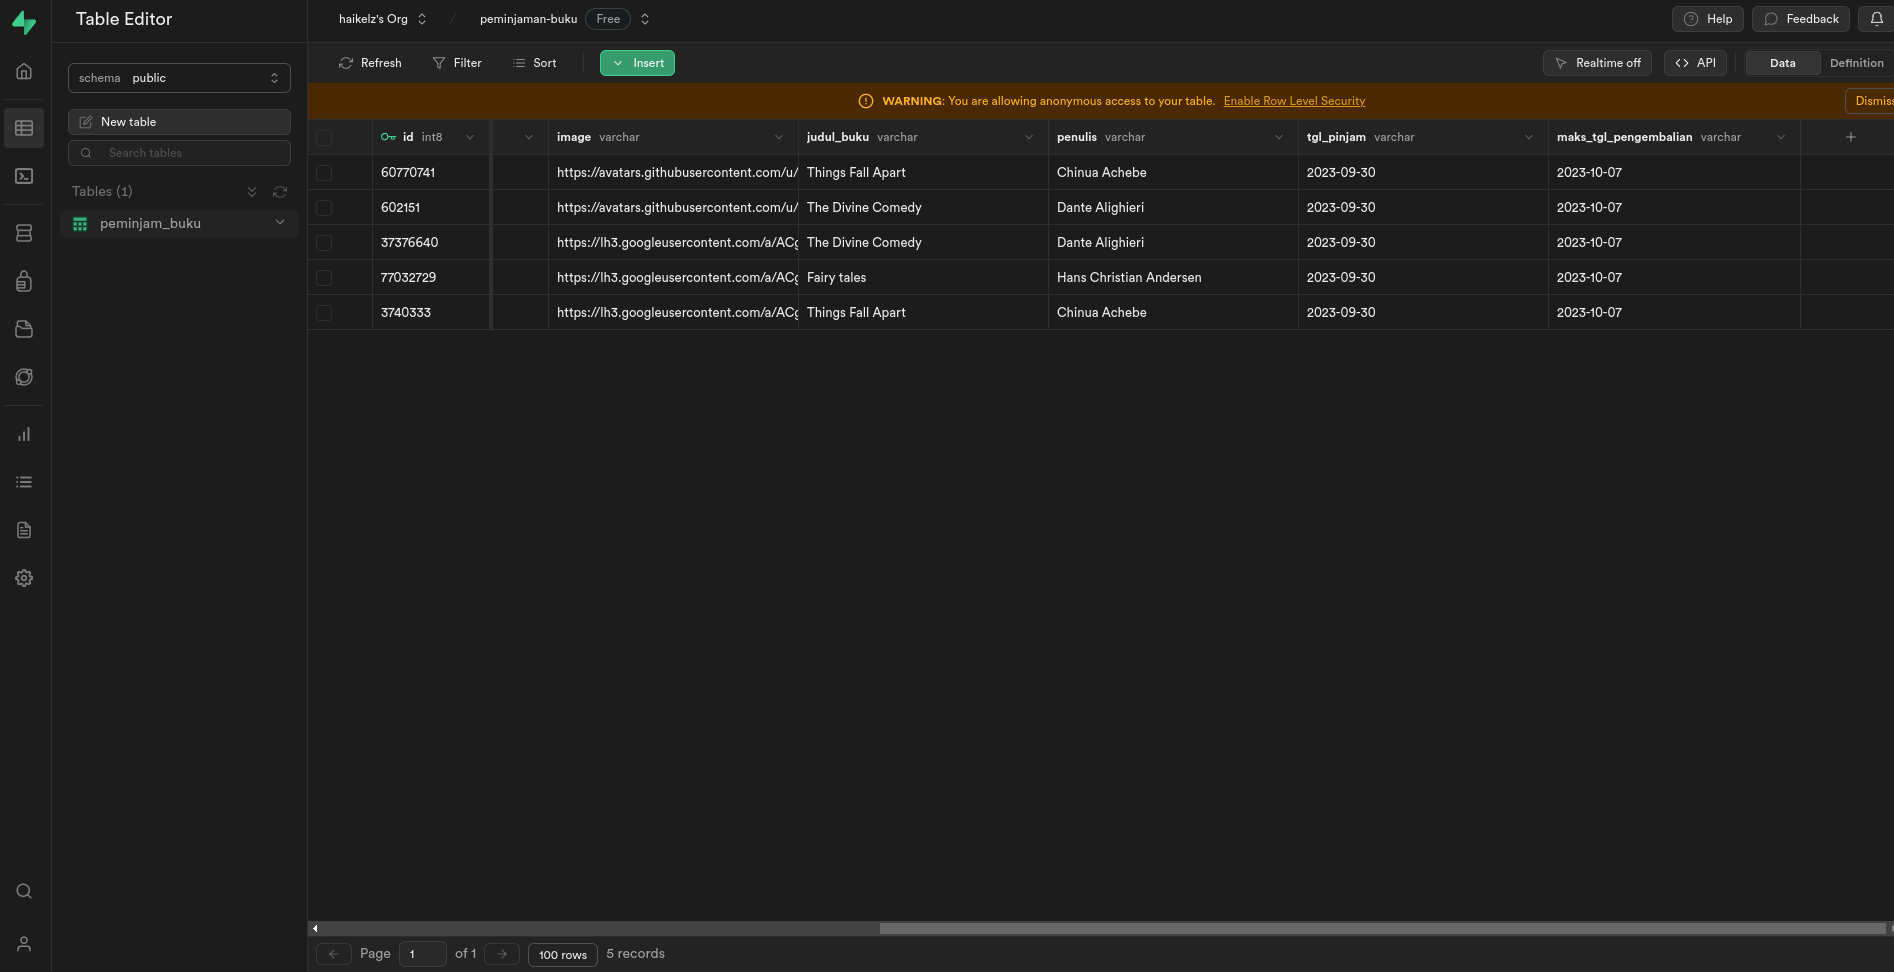 Table Editor
haikelz's Org / peminjaman-buku Free
Help Feedback
schema public
Refresh Filter Sort Insert
Realtime off <> API Data Definition
WARNING: You are allowing anonymous access to your table. Enable Row Level Security
Dismiss
New table
Search tables
Tables (1)
peminjam_buku
id int8 image varchar judul_buku varchar penulis varchar tgl_pinjam varchar maks_tgl_pengembalian varchar +
60770741 https://avatars.githubusercontent.com/u/ Things Fall Apart Chinua Achebe 2023-09-30 2023-10-07
602151 https://avatars.githubusercontent.com/u/ The Divine Comedy Dante Alighieri 2023-09-30 2023-10-07
37376640 https://lh3.googleusercontent.com/a/ACg The Divine Comedy Dante Alighieri 2023-09-30 2023-10-07
77032729 https://lh3.googleusercontent.com/a/ACg Fairy tales Hans Christian Andersen 2023-09-30 2023-10-07
3740333 https://lh3.googleusercontent.com/a/ACg Things Fall Apart Chinua Achebe 2023-09-30 2023-10-07
Page 1 of 1 100 rows 5 records